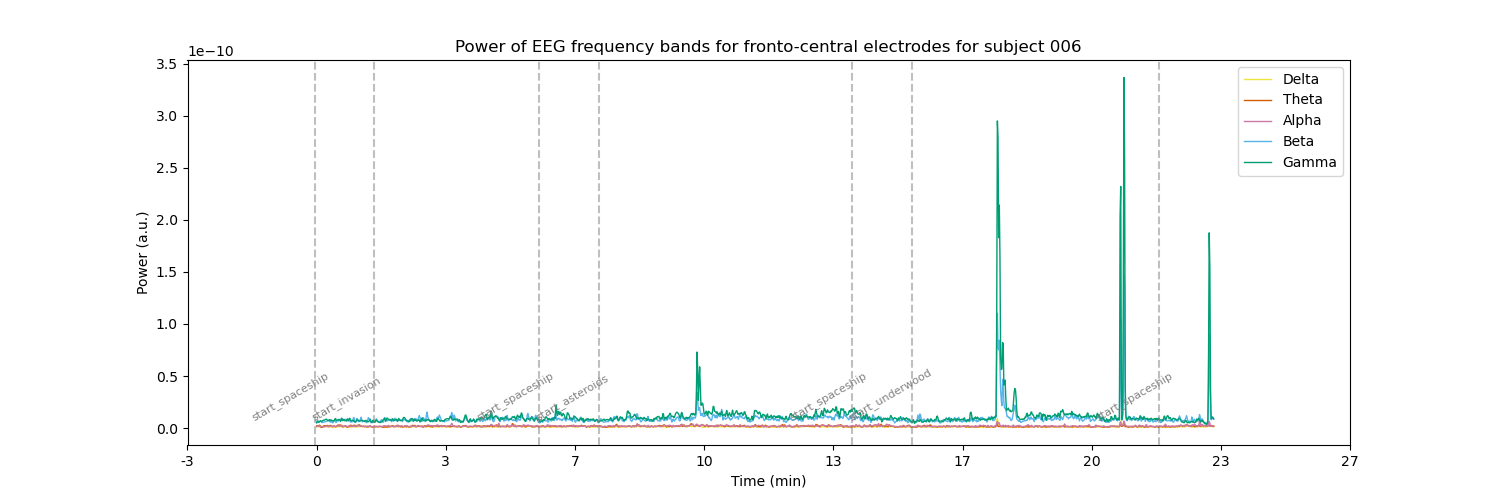 Power of EEG frequency bands for fronto-central electrodes for subject 006
1e−10
3.5
3.0
2.5
2.0
1.5
1.0
0.5
0.0
Power (a.u.)
Delta
Theta
Alpha
Beta
Gamma
start_spaceship
start_invasion
start_spaceship
start_asteroids
start_spaceship
start_underwood
start_spaceship
-3
0
3
7
10
13
17
20
23
27
Time (min)